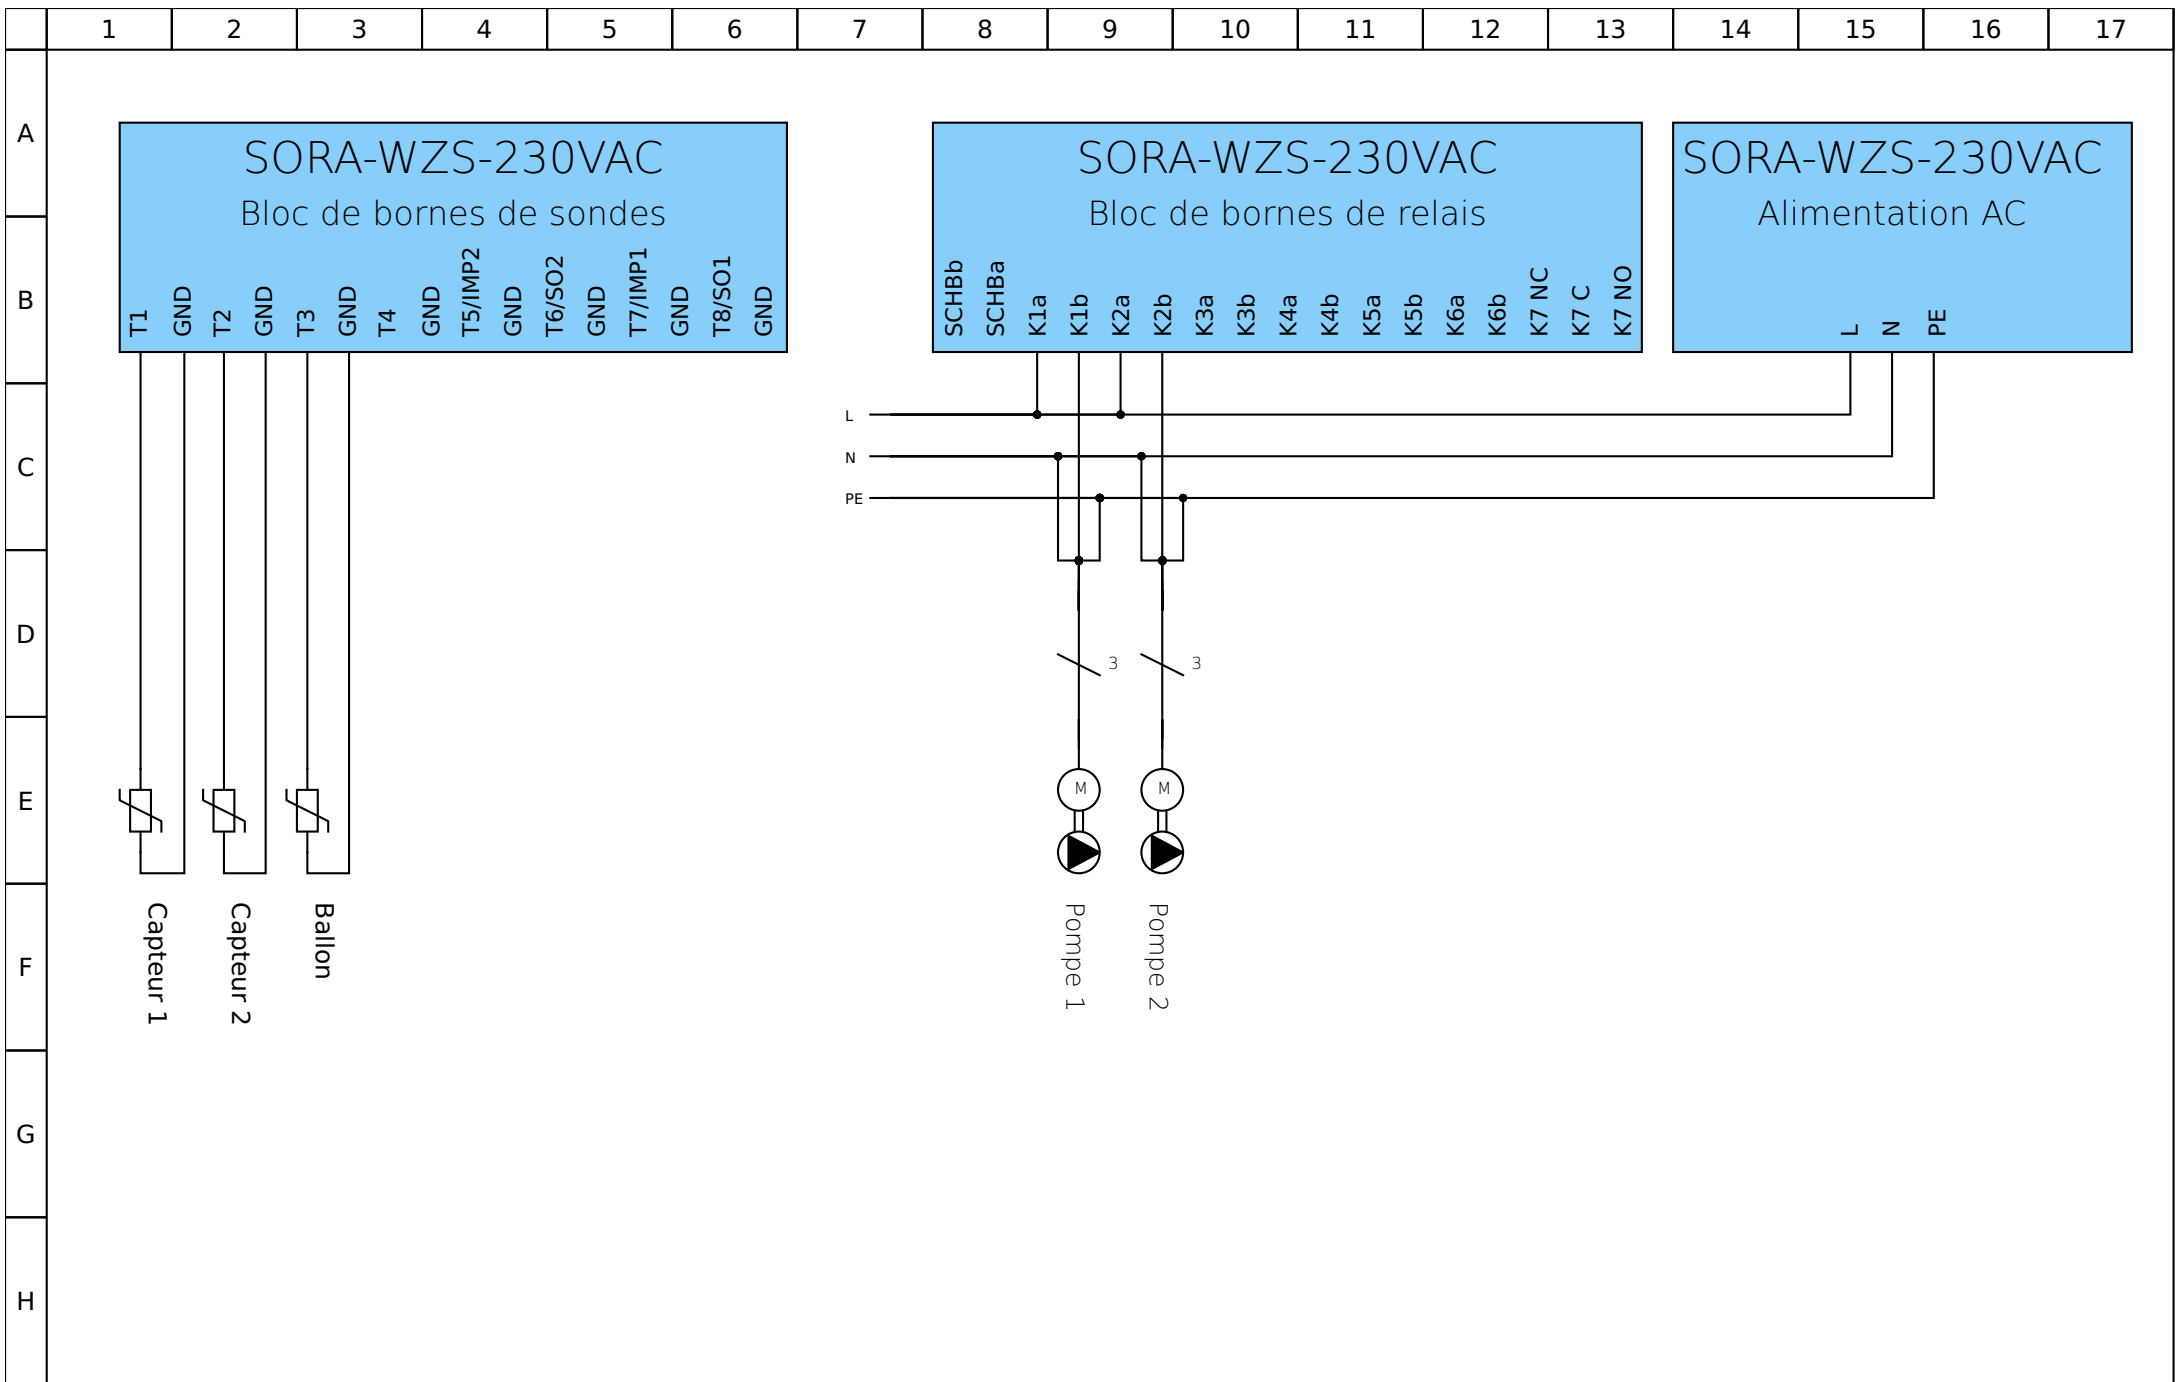 1 2 3 4 5 6 7 8 9 10 11 12 13 14 15 16 17
A
SORA-WZS-230VAC
Bloc de bornes de sondes
T1 GND T2 GND T3 GND T4 GND T5/IMP2 GND T6/SO2 GND T7/IMP1 GND T8/SO1 GND
SORA-WZS-230VAC
Bloc de bornes de relais
SCHBb SCHBa K1a K1b K2a K2b K3a K3b K4a K4b K5a K5b K6a K6b K7 NC K7 C K7 NO
SORA-WZS-230VAC
Alimentation AC
L N PE
B
L
C
N
PE
D
3 3
E
M M
F
Capteur 1
Capteur 2
Ballon
Pompe 1
Pompe 2
G
H